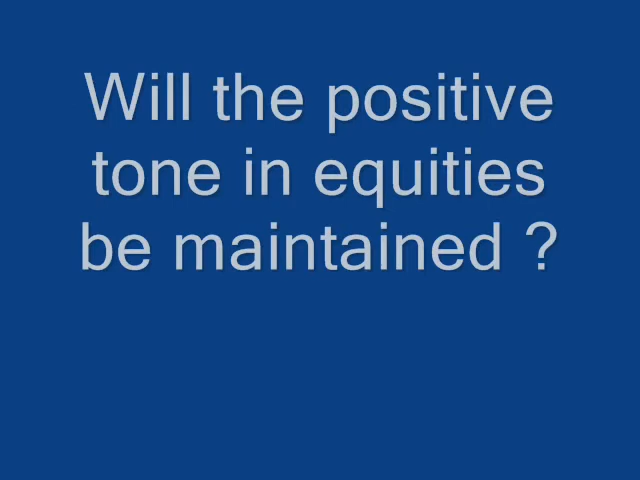 Will the positive
tone in equities
be maintained ?